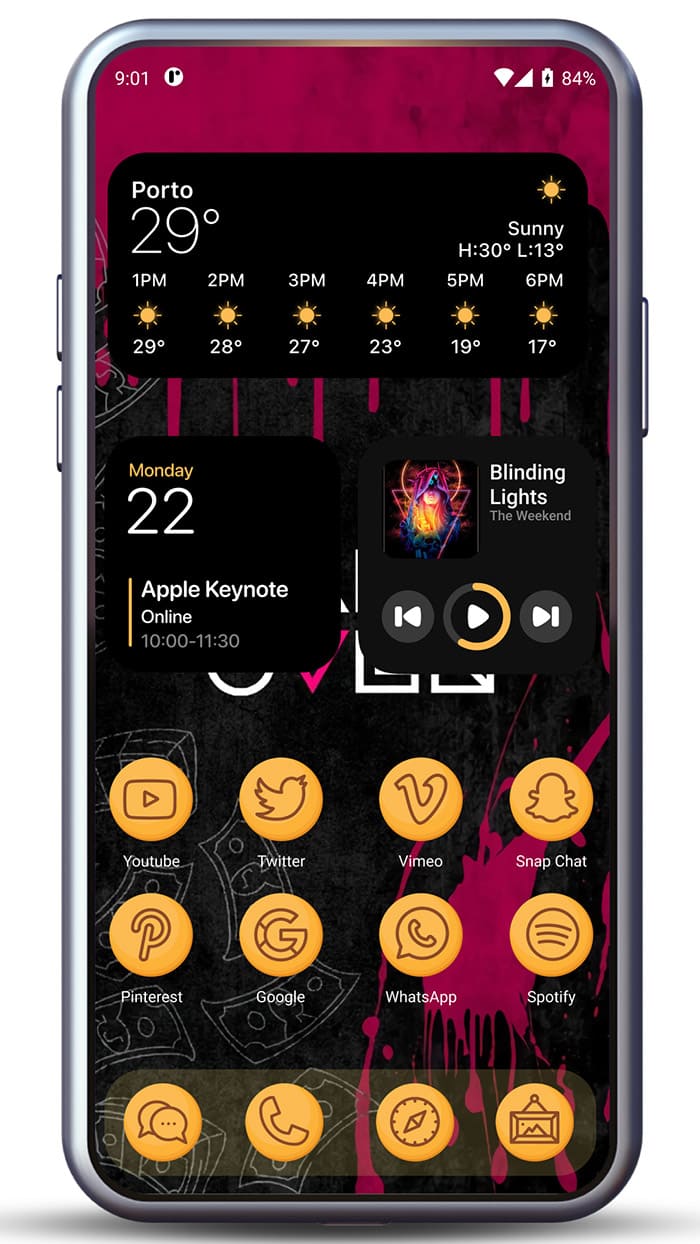 9:01
84%
Porto
29°
Sunny
H:30° L:13°
1PM 2PM 3PM 4PM 5PM 6PM
29° 28° 27° 23° 19° 17°
Monday
22
Apple Keynote
Online
10:00-11:30
Blinding
Lights
The Weekend
Youtube Twitter Vimeo Snap Chat
Pinterest Google WhatsApp Spotify